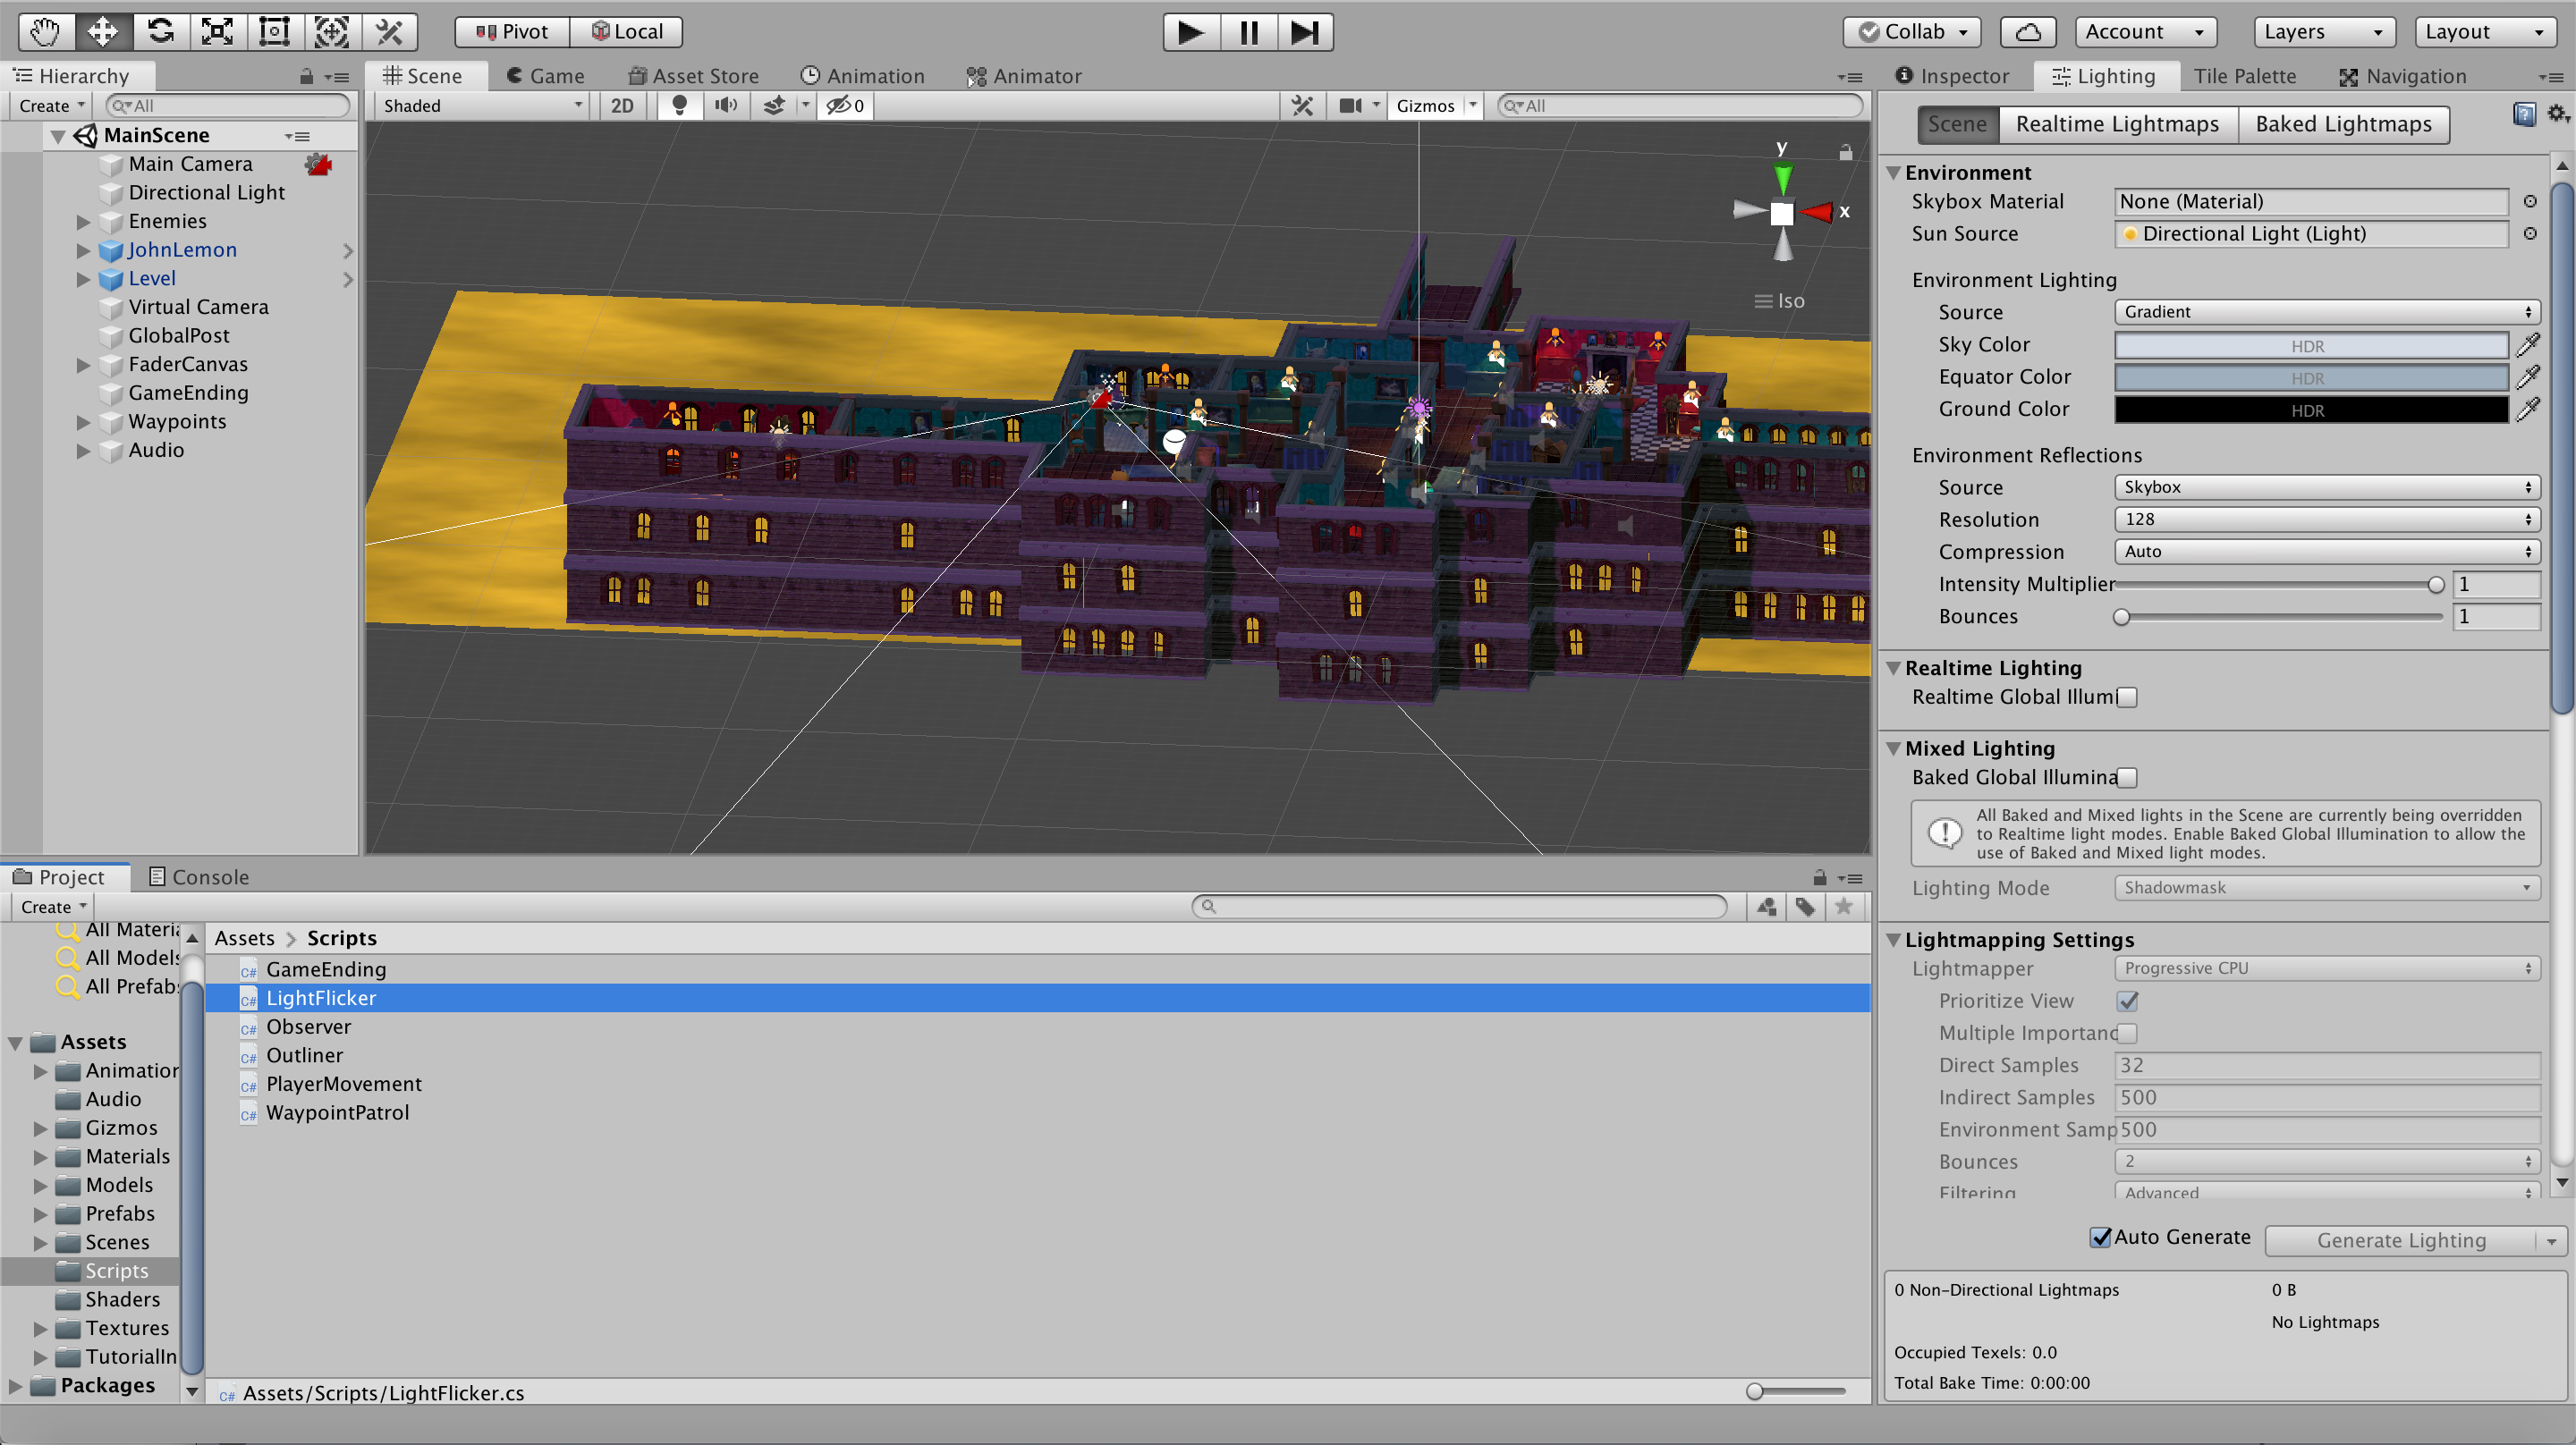 Pivot Local Collab Account Layers Layout
Hierarchy
Create All
MainScene
Main Camera
Directional Light
Enemies
JohnLemon
Level
Virtual Camera
GlobalPost
FaderCanvas
GameEnding
Waypoints
Audio
Scene Game Asset Store Animation Animator
Shaded 2D 0 Gizmos All
y
x
Iso
Project Console
Create
All Materia
All Models
All Prefabs
Assets
Animation
Audio
Gizmos
Materials
Models
Prefabs
Scenes
Scripts
Shaders
Textures
TutorialIn
Packages
Assets > Scripts
C# GameEnding
C# LightFlicker
C# Observer
C# Outliner
C# PlayerMovement
C# WaypointPatrol
C# Assets/Scripts/LightFlicker.cs
Inspector Lighting Tile Palette Navigation
Scene Realtime Lightmaps Baked Lightmaps
Environment
Skybox Material None (Material)
Sun Source Directional Light (Light)
Environment Lighting
Source Gradient
Sky Color HDR
Equator Color HDR
Ground Color HDR
Environment Reflections
Source Skybox
Resolution 128
Compression Auto
Intensity Multiplier 1
Bounces 1
Realtime Lighting
Realtime Global Illumi
Mixed Lighting
Baked Global Illumina
All Baked and Mixed lights in the Scene are currently being overridden
to Realtime light modes. Enable Baked Global Illumination to allow the
use of Baked and Mixed light modes.
Lighting Mode Shadowmask
Lightmapping Settings
Lightmapper Progressive CPU
Prioritize View
Multiple Importanc
Direct Samples 32
Indirect Samples 500
Environment Samp 500
Bounces 2
Filtering Advanced
Auto Generate Generate Lighting
0 Non-Directional Lightmaps 0 B
No Lightmaps
Occupied Texels: 0.0
Total Bake Time: 0:00:00